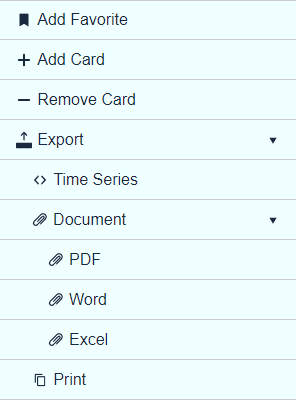 Add Favorite
Add Card
Remove Card
Export
Time Series
Document
PDF
Word
Excel
Print